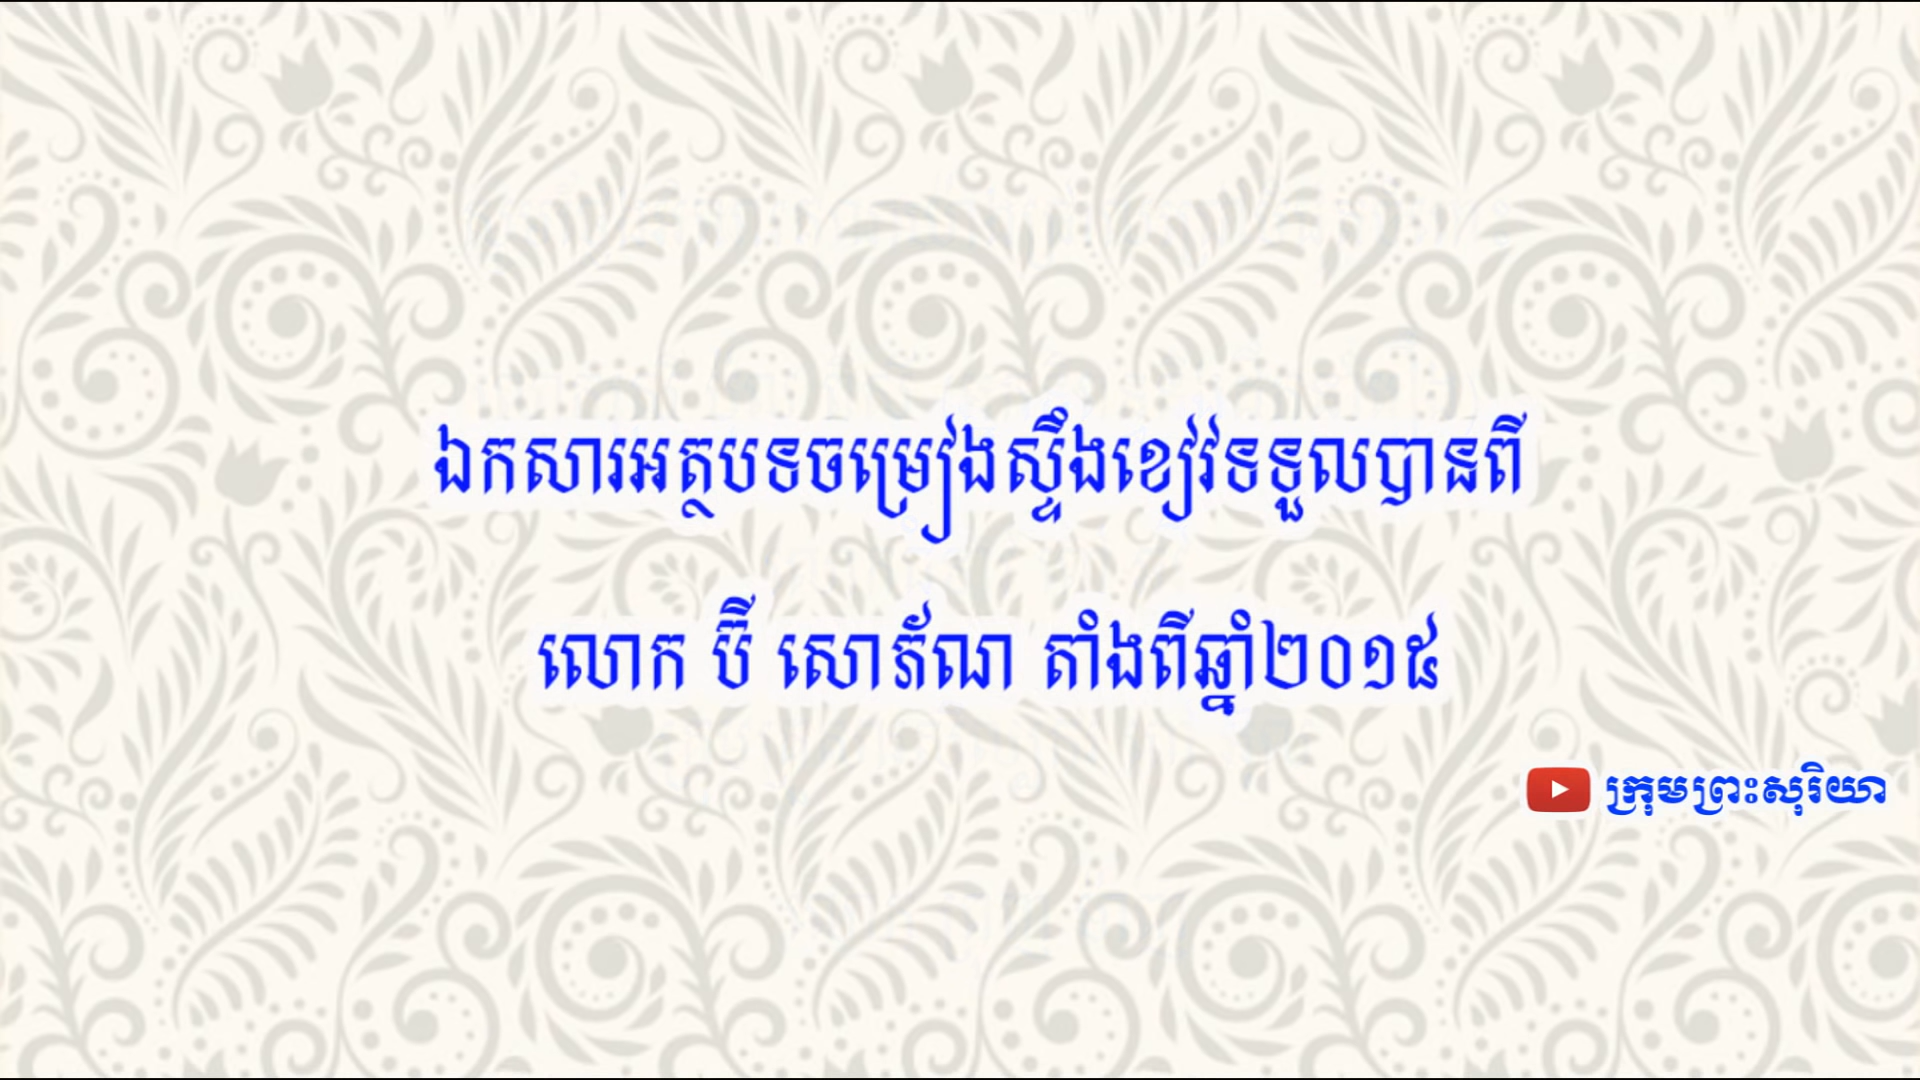 ឯកសារអត្ថបទចម្រៀងស្ទឹងខៀវទទួលបានពី
លោក ប៊ី សោភ័ណ តាំងពីឆ្នាំ២០១៥
ក្រុមព្រះសុរិយា